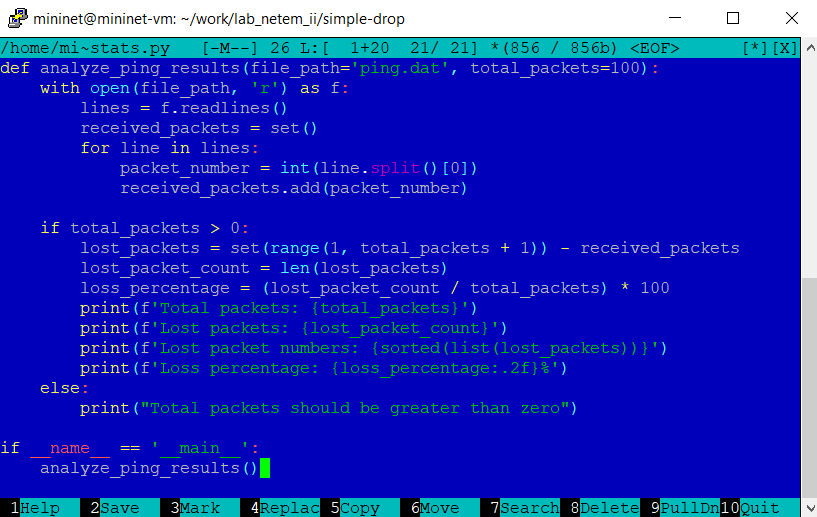 mininet@mininet-vm: ~/work/lab_netem_ii/simple-drop
/home/mi~stats.py   [-M--] 26 L:[  1+20  21/ 21] *(856 / 856b) <EOF>      [*][X]
def analyze_ping_results(file_path='ping.dat', total_packets=100):
    with open(file_path, 'r') as f:
        lines = f.readlines()
        received_packets = set()
        for line in lines:
            packet_number = int(line.split()[0])
            received_packets.add(packet_number)

    if total_packets > 0:
        lost_packets = set(range(1, total_packets + 1)) - received_packets
        lost_packet_count = len(lost_packets)
        loss_percentage = (lost_packet_count / total_packets) * 100
        print(f'Total packets: {total_packets}')
        print(f'Lost packets: {lost_packet_count}')
        print(f'Lost packet numbers: {sorted(list(lost_packets))}')
        print(f'Loss percentage: {loss_percentage:.2f}%')
    else:
        print("Total packets should be greater than zero")

if __name__ == '__main__':
    analyze_ping_results()
 1Help   2Save   3Mark   4Replac 5Copy   6Move   7Search 8Delete 9PullDn10Quit